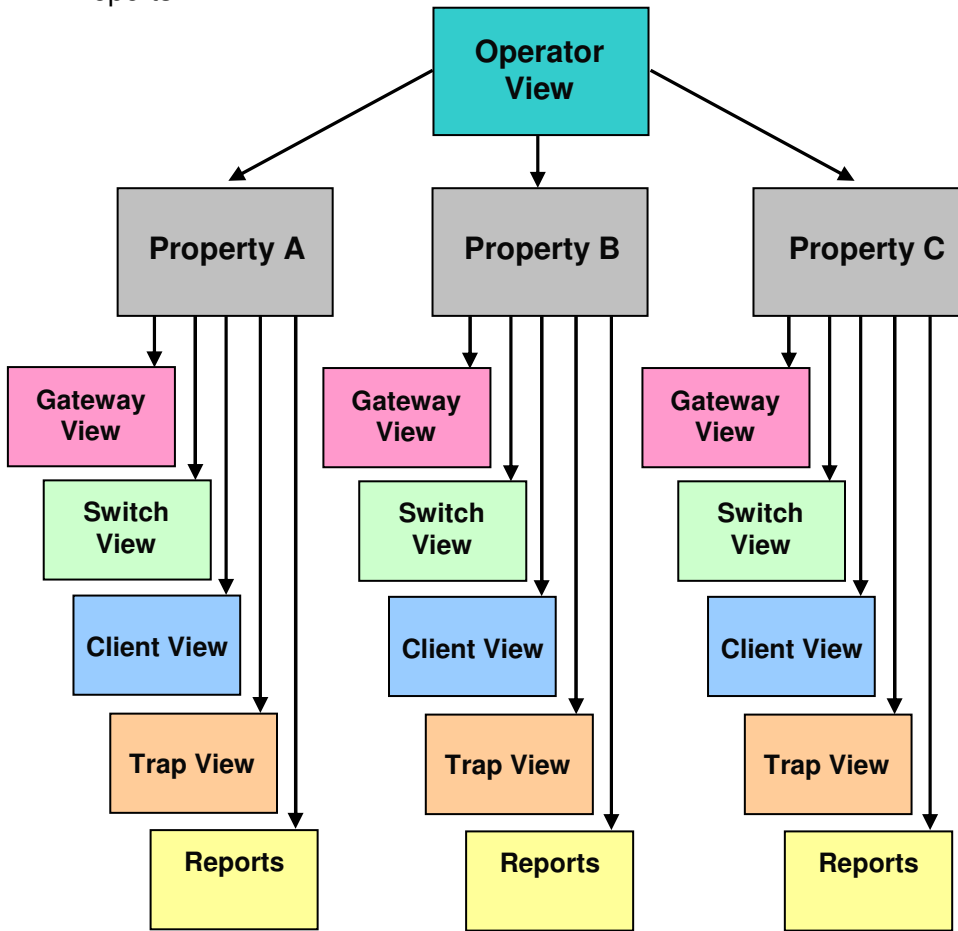 Operator
View
Property A
Property B
Property C
Gateway
View
Gateway
View
Gateway
View
Switch
View
Switch
View
Switch
View
Client View
Client View
Client View
Trap View
Trap View
Trap View
Reports
Reports
Reports